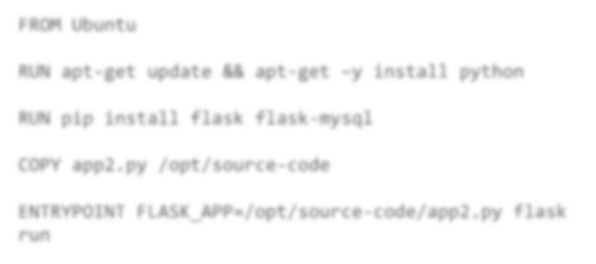 FROM Ubuntu
RUN apt-get update && apt-get –y install python
RUN pip install flask flask-mysql
COPY app2.py /opt/source-code
ENTRYPOINT FLASK_APP=/opt/source-code/app2.py flask
run